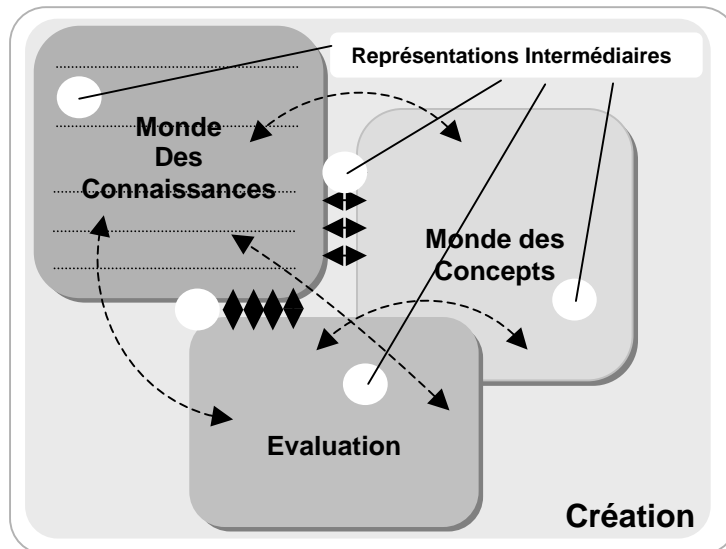 Représentations Intermédiaires
Monde
Des
Connaissances
Monde des
Concepts
Evaluation
Création